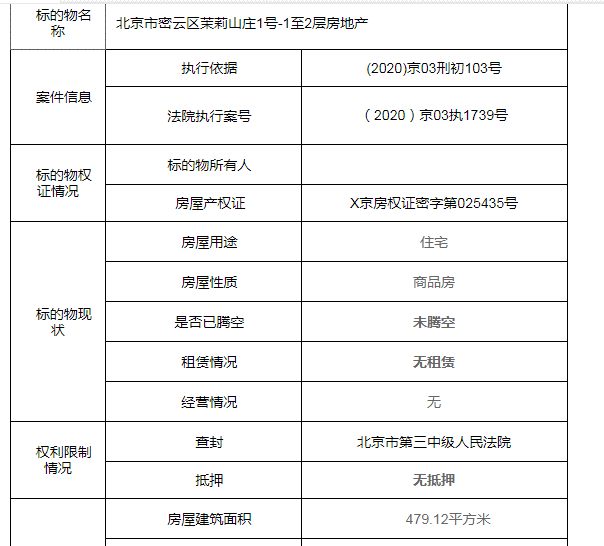 标的物名
称
北京市密云区茉莉山庄1号-1至2层房地产
案件信息
执行依据
(2020)京03刑初103号
法院执行案号
（2020）京03执1739号
标的物权
证情况
标的物所有人
房屋产权证
X京房权证密字第025435号
标的物现
状
房屋用途
住宅
房屋性质
商品房
是否已腾空
未腾空
租赁情况
无租赁
经营情况
无
权利限制
情况
查封
北京市第三中级人民法院
抵押
无抵押
房屋建筑面积
479.12平方米